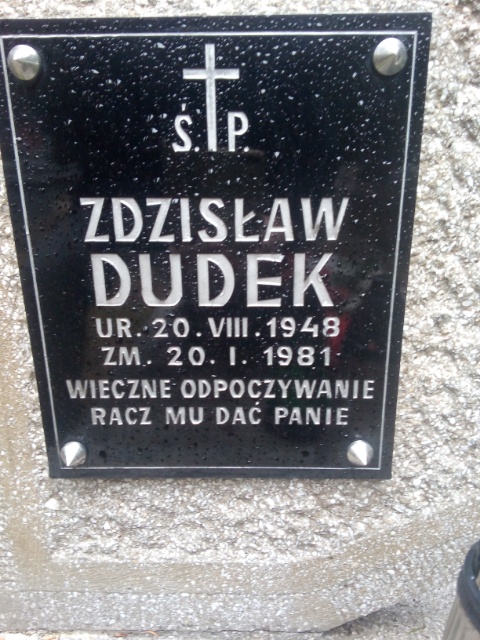 Ś. P.
ZDZISŁAW
DUDEK
UR. 20. VIII. 1948
ZM. 20. I. 1981
WIECZNE ODPOCZYWANIE
RACZ MU DAĆ PANIE